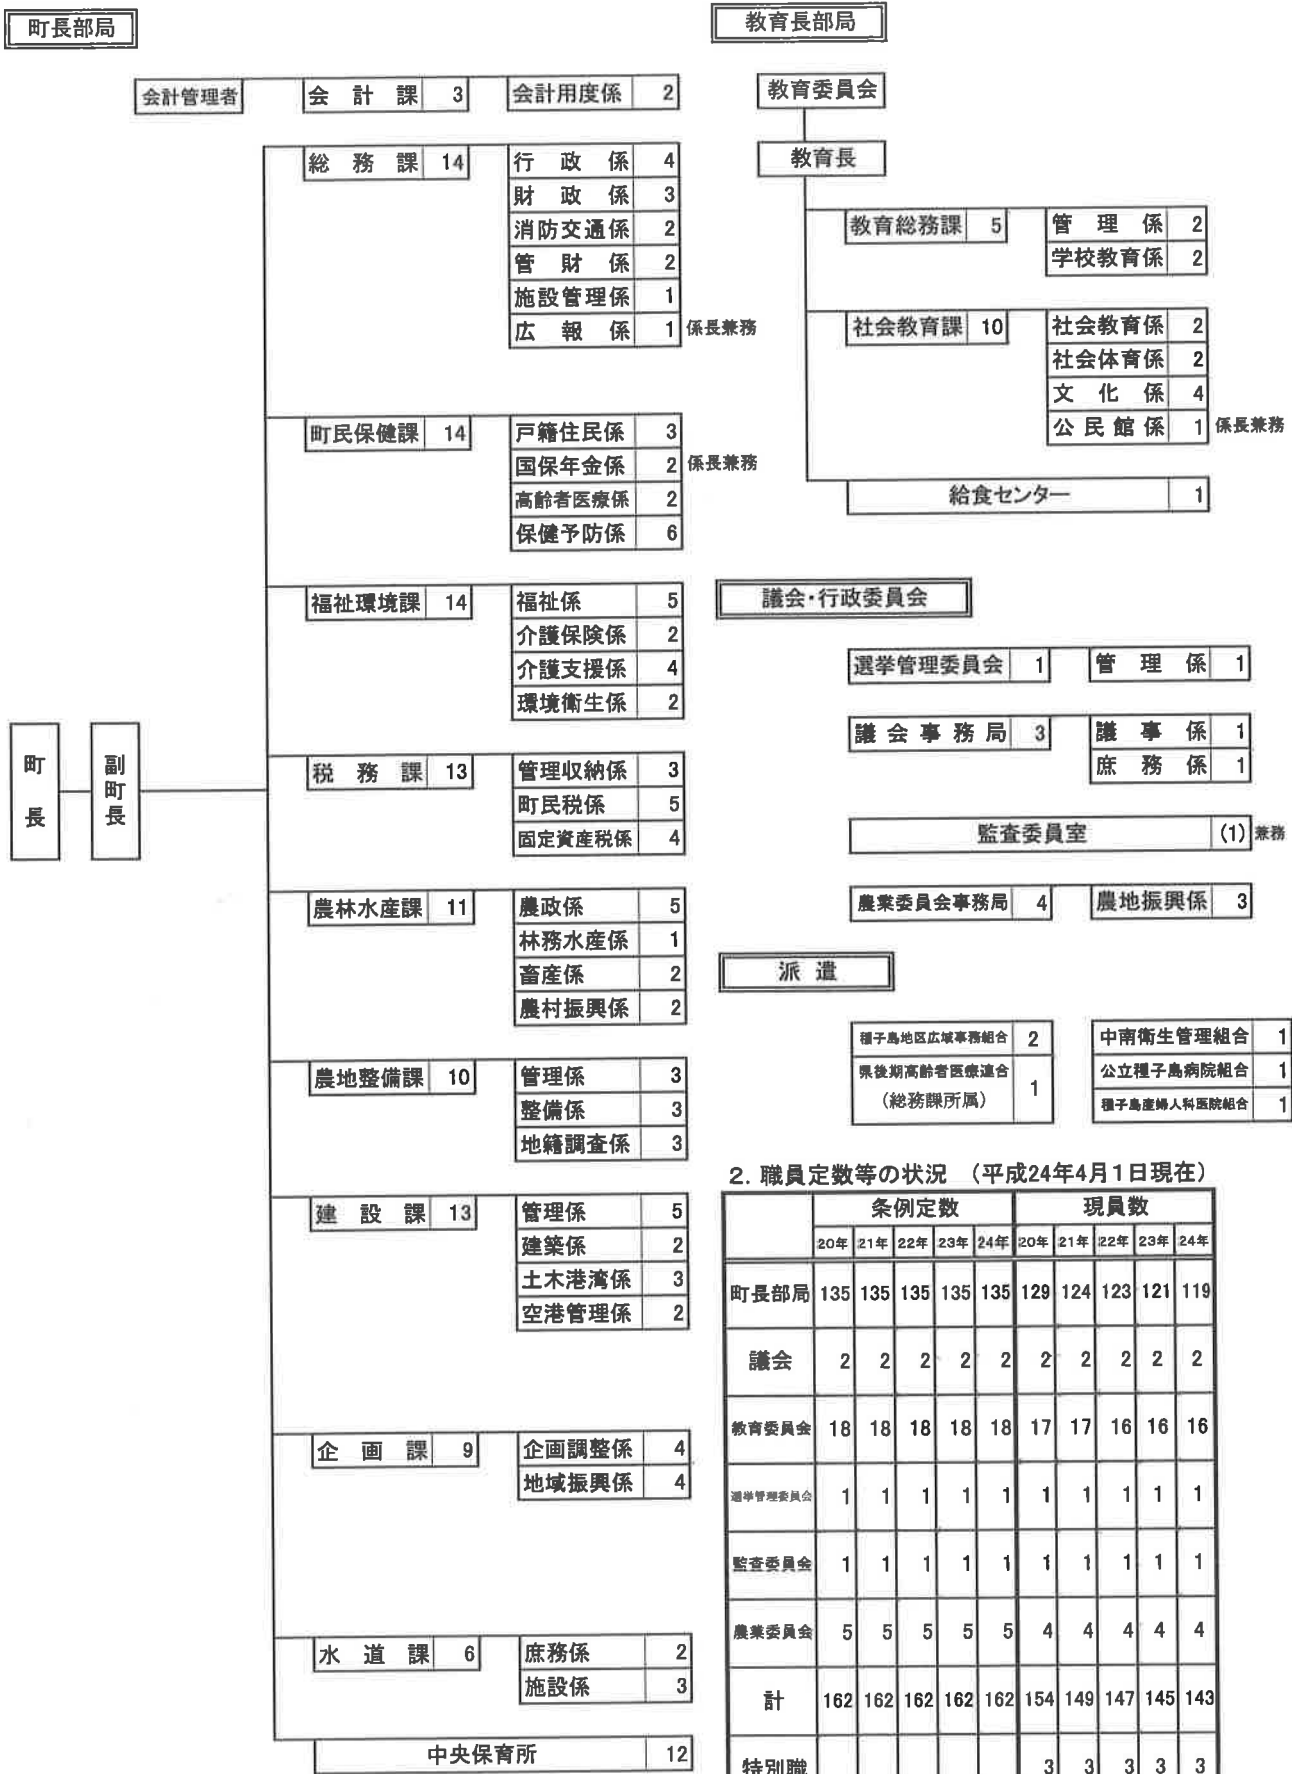 町長部局
会計管理者 会計課 3 会計用度係 2
総務課 14 行政係 4
財政係 3
消防交通係 2
管財係 2
施設管理係 1
広報係 1 係長兼務
町民保健課 14 戸籍住民係 3
国保年金係 2 係長兼務
高齢者医療係 2
保健予防係 6
福祉環境課 14 福祉係 5
介護保険係 2
介護支援係 4
環境衛生係 2
町長 副町長
税務課 13 管理収納係 3
町民税係 5
固定資産税係 4
農林水産課 11 農政係 5
林務水産係 1
畜産係 2
農村振興係 2
農地整備課 10 管理係 3
整備係 3
地籍調査係 3
建設課 13 管理係 5
建築係 2
土木港湾係 3
空港管理係 2
企画課 9 企画調整係 4
地域振興係 4
水道課 6 庶務係 2
施設係 3
中央保育所 12
教育長部局
教育委員会
教育長
教育総務課 5 管理係 2
学校教育係 2
社会教育課 10 社会教育係 2
社会体育係 2
文化係 4
公民館係 1 係長兼務
給食センター 1
議会・行政委員会
選挙管理委員会 1 管理係 1
議会事務局 3 議事係 1
庶務係 1
監査委員室 (1) 兼務
農業委員会事務局 4 農地振興係 3
派遣
種子島地区広域事務組合 2 中南衛生管理組合 1
県後期高齢者医療連合 (総務課所属) 1 公立種子島病院組合 1
種子島産婦人科医院組合 1
2. 職員定数等の状況 (平成24年4月1日現在)
条例定数 現員数
20年 21年 22年 23年 24年 20年 21年 22年 23年 24年
町長部局 135 135 135 135 135 129 124 123 121 119
議会 2 2 2 2 2 2 2 2 2 2
教育委員会 18 18 18 18 18 17 17 16 16 16
選挙管理委員会 1 1 1 1 1 1 1 1 1 1
監査委員会 1 1 1 1 1 1 1 1 1 1
農業委員会 5 5 5 5 5 4 4 4 4 4
計 162 162 162 162 162 154 149 147 145 143
特別職 3 3 3 3 3